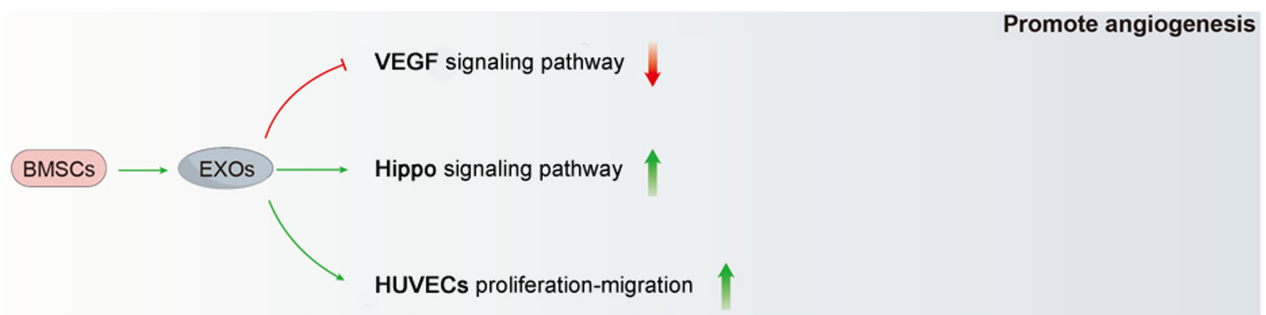 Promote angiogenesis
VEGF signaling pathway
BMSCs
EXOs
Hippo signaling pathway
HUVECs proliferation-migration